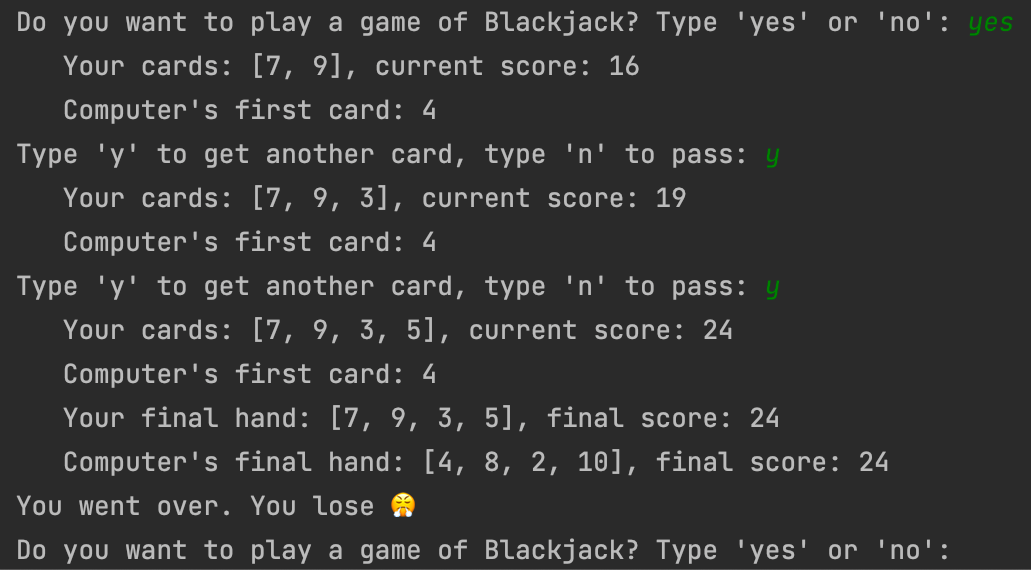 Do you want to play a game of Blackjack? Type 'yes' or 'no': yes
Your cards: [7, 9], current score: 16
Computer's first card: 4
Type 'y' to get another card, type 'n' to pass: y
Your cards: [7, 9, 3], current score: 19
Computer's first card: 4
Type 'y' to get another card, type 'n' to pass: y
Your cards: [7, 9, 3, 5], current score: 24
Computer's first card: 4
Your final hand: [7, 9, 3, 5], final score: 24
Computer's final hand: [4, 8, 2, 10], final score: 24
You went over. You lose 😤
Do you want to play a game of Blackjack? Type 'yes' or 'no':